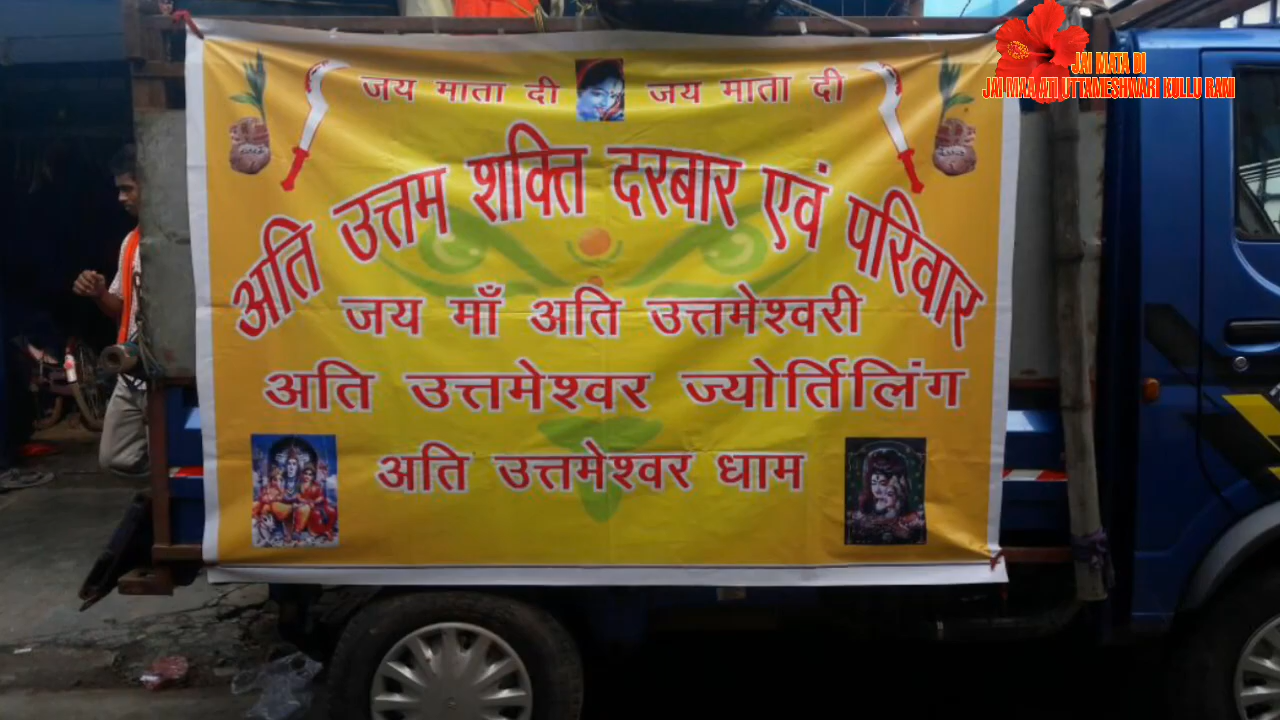 जय माता दी जय माता दी
अति उत्तम शक्ति दरबार एवं परिवार
जय माँ अति उत्तमेश्वरी
अति उत्तमेश्वर ज्योर्तिलिंग
अति उत्तमेश्वर धाम
JAI MATA DI
JAI MAA ATI UTTAMESHWARI KULLU RANI